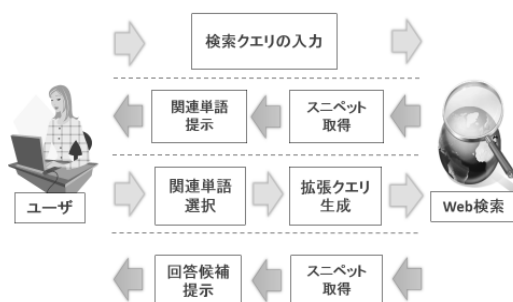 検索クエリの入力
関連単語
提示
スニペット
取得
ユーザ
関連単語
選択
拡張クエリ
生成
Web検索
回答候補
提示
スニペット
取得